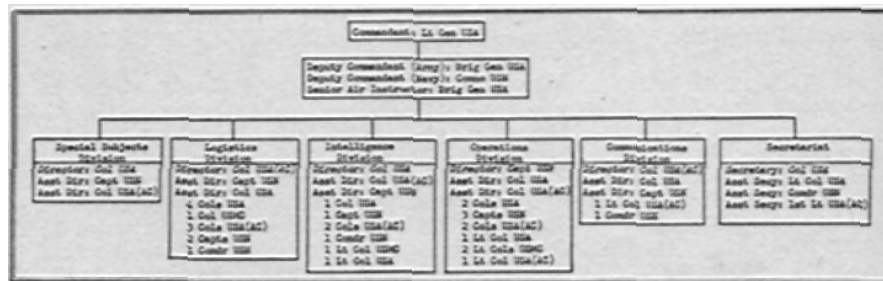 Commandant: Lt Gen USA
Deputy Commandant (Army): Brig Gen USA
Deputy Commandant (Navy): Commo USN
Senior Air Instructor: Brig Gen USA
Special Subjects
Division
Director: Col USA
Asst Dir: Capt USN
Asst Dir: Col USA(AC)
Logistics
Division
Director: Col USA(AC)
Asst Dir: Capt USN
Asst Dir: Col USA
4 Cols USA
1 Col USMC
3 Cols USA(AC)
2 Capts USN
1 Comdr USN
Intelligence
Division
Director: Col USA
Asst Dir: Col USA(AC)
Asst Dir: Capt USN
1 Col USA
1 Capt USN
2 Cols USA(AC)
1 Comdr USN
1 Lt Col USMC
1 Lt Col USA
Operations
Division
Director: Capt USN
Asst Dir: Col USA
Asst Dir: Col USA(AC)
2 Cols USA
3 Capts USN
2 Cols USA(AC)
1 Lt Col USA
2 Lt Cols USMC
1 Lt Col USA(AC)
Communications
Division
Director: Col USA(AC)
Asst Dir: Col USA
Asst Dir: Capt USN
1 Lt Col USA(AC)
1 Comdr USN
Secretariat
Secretary: Col USA
Asst Secy: Lt Col USA
Asst Secy: Comdr USN
Asst Secy: 1st Lt USA(AC)